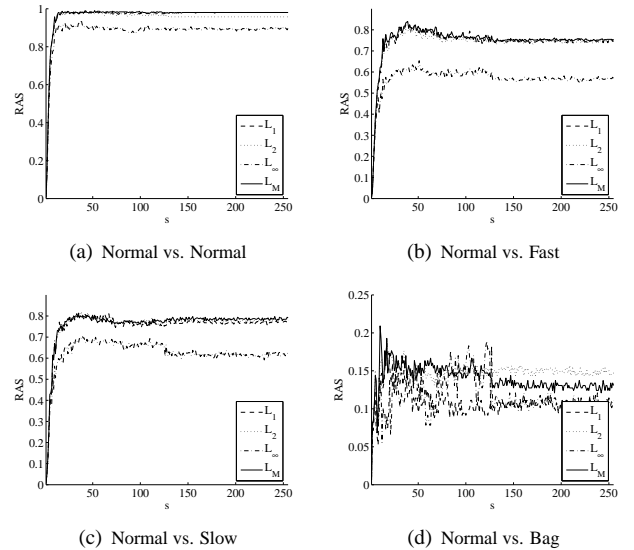 1
0.8
0.6
0.4
0.2
0
RAS
50 100 150 200 250
s
L1
L2
L∞
LM
(a) Normal vs. Normal
0.8
0.7
0.6
0.5
0.4
0.3
0.2
0.1
0
RAS
50 100 150 200 250
s
L1
L2
L∞
LM
(b) Normal vs. Fast
0.9
0.8
0.7
0.6
0.5
0.4
0.3
0.2
0.1
0
RAS
50 100 150 200 250
s
L1
L2
L∞
LM
(c) Normal vs. Slow
0.25
0.2
0.15
0.1
0.05
0
RAS
50 100 150 200 250
s
L1
L2
L∞
LM
(d) Normal vs. Bag